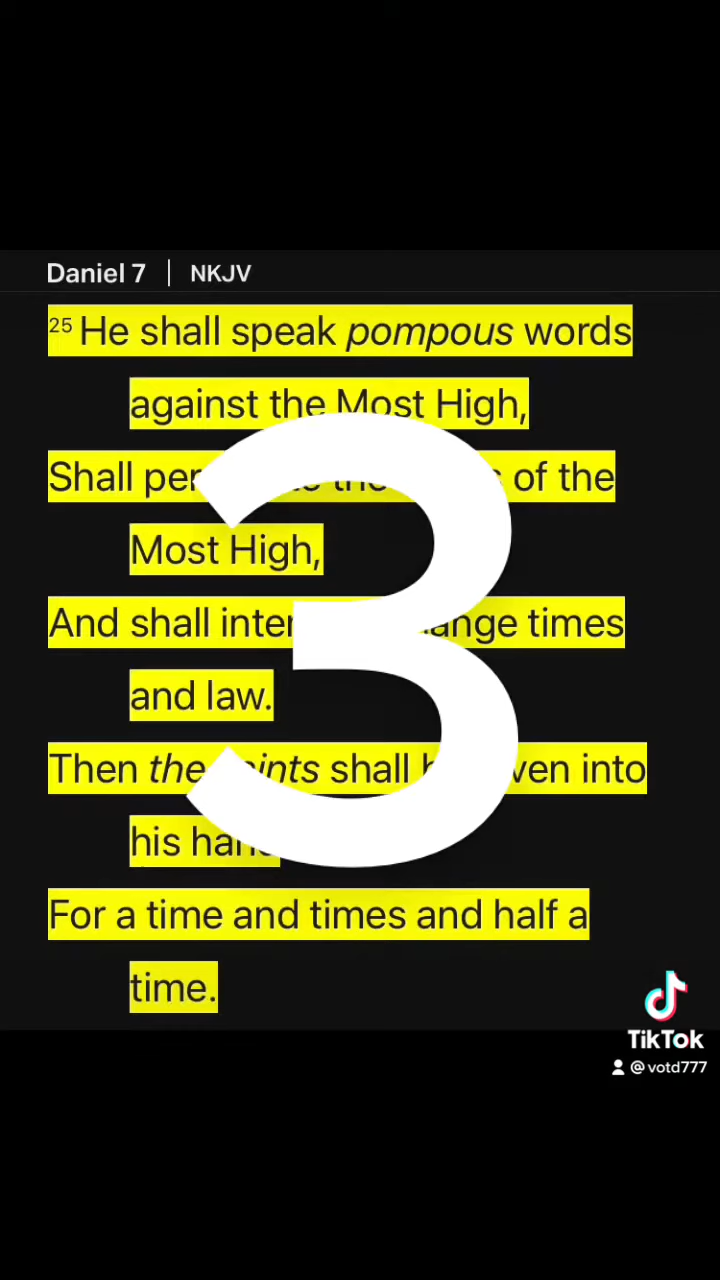 Daniel 7 | NKJV
25 He shall speak pompous words
against the Most High,
Shall of the
Most High,
And shall times
and law.
Then the shall into
his
For a time and times and half a
time.
3
TikTok
@votd777